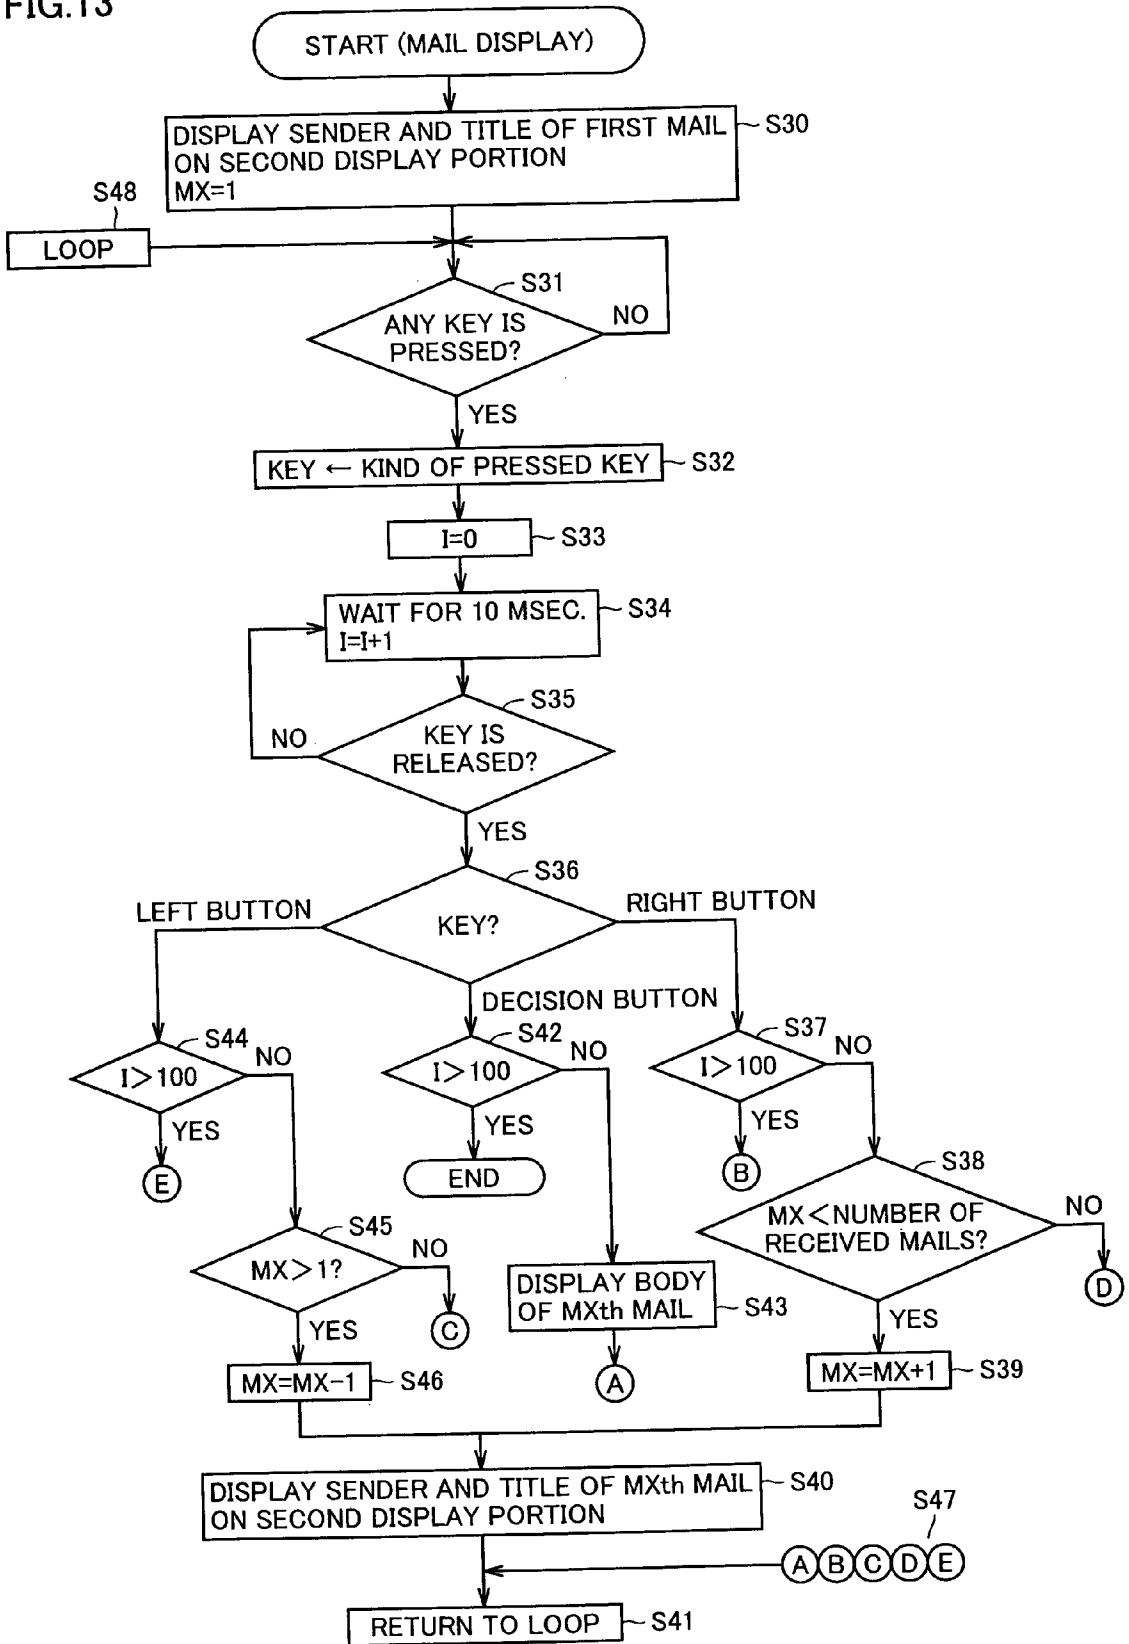 FIG.13
START (MAIL DISPLAY)
DISPLAY SENDER AND TITLE OF FIRST MAIL
ON SECOND DISPLAY PORTION
MX=1
S30
S48
LOOP
S31
ANY KEY IS
PRESSED?
NO
YES
KEY ← KIND OF PRESSED KEY
S32
I=0
S33
WAIT FOR 10 MSEC.
I=I+1
S34
S35
KEY IS
RELEASED?
NO
YES
S36
KEY?
LEFT BUTTON
RIGHT BUTTON
DECISION BUTTON
S44
I>100
NO
YES
E
S42
I>100
NO
YES
END
S37
I>100
NO
YES
B
S38
MX<NUMBER OF
RECEIVED MAILS?
NO
D
YES
S45
MX>1?
NO
C
YES
DISPLAY BODY
OF MXth MAIL
S43
A
MX=MX-1
S46
MX=MX+1
S39
DISPLAY SENDER AND TITLE OF MXth MAIL
ON SECOND DISPLAY PORTION
S40
S47
A B C D E
RETURN TO LOOP
S41